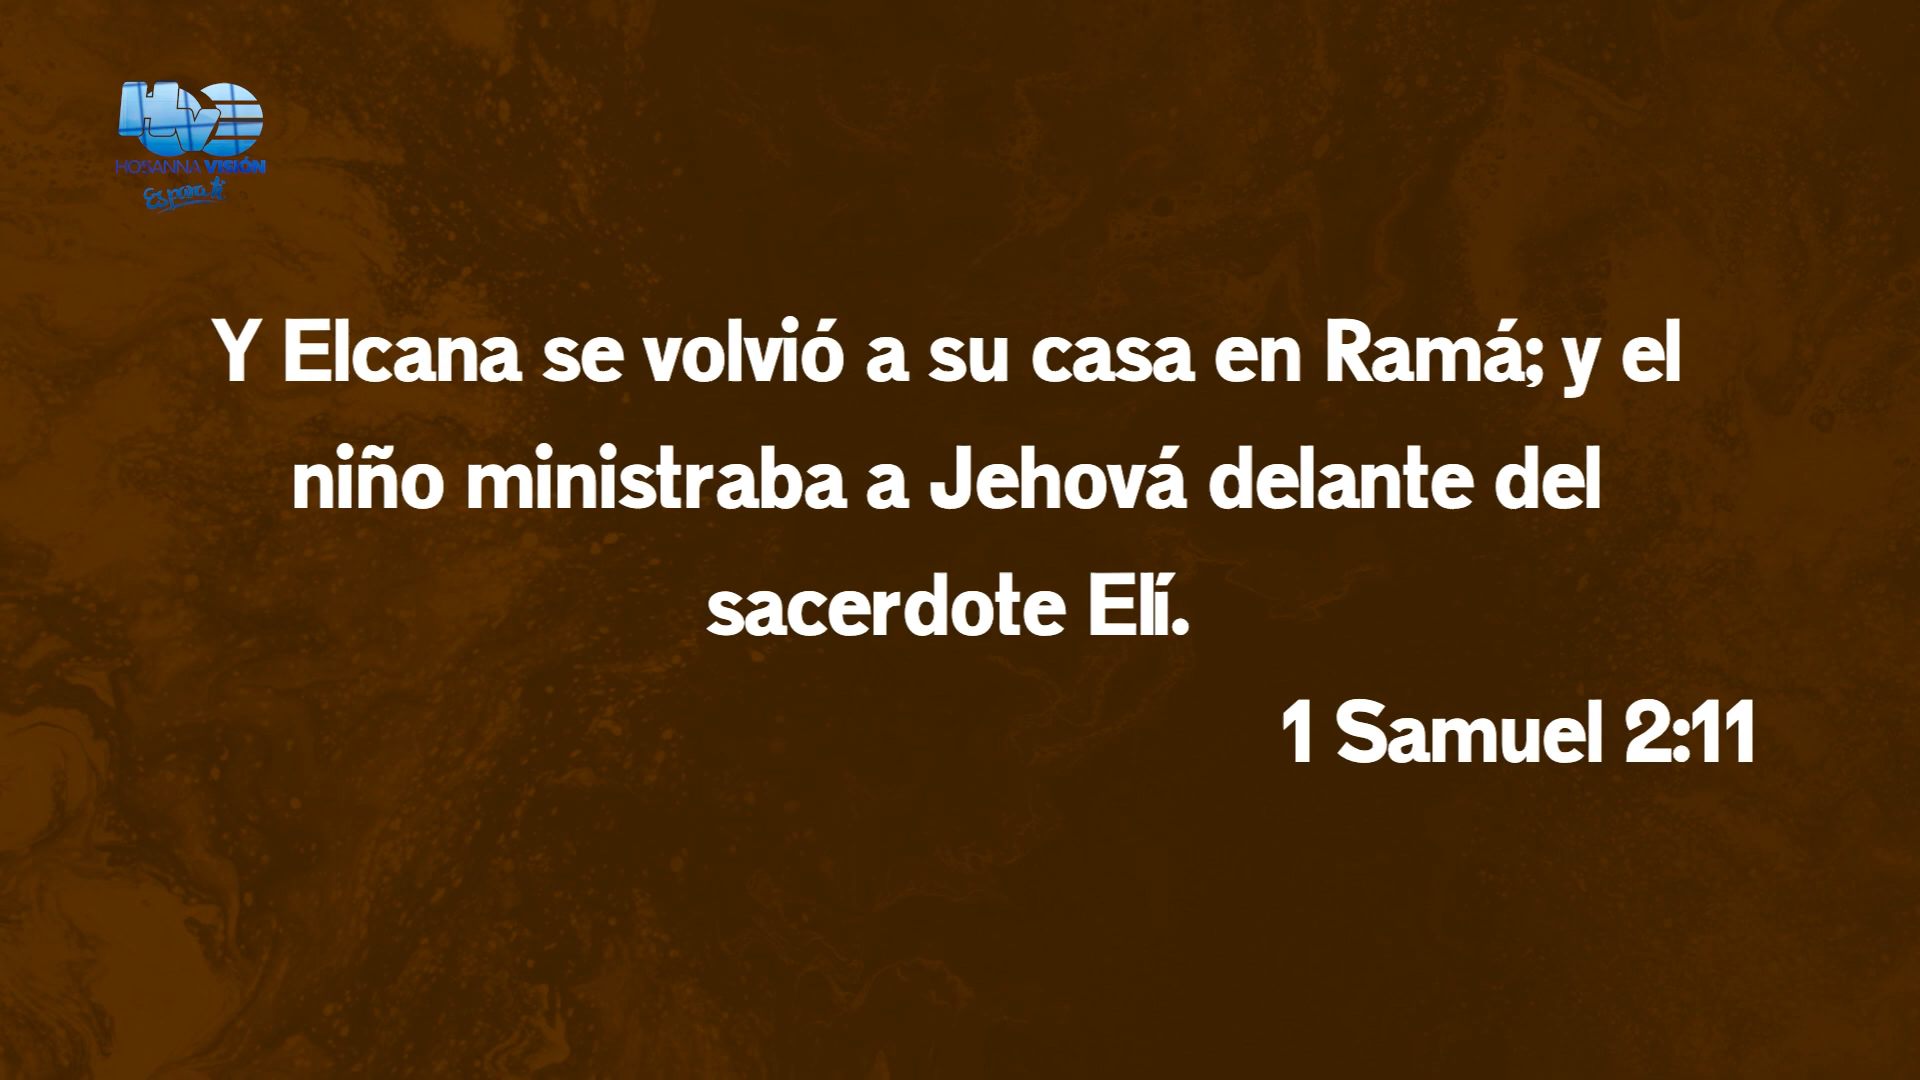 HV
HOSANNA VISIÓN
Es para ti
Y Elcana se volvió a su casa en Ramá; y el
niño ministraba a Jehová delante del
sacerdote Elí.
1 Samuel 2:11